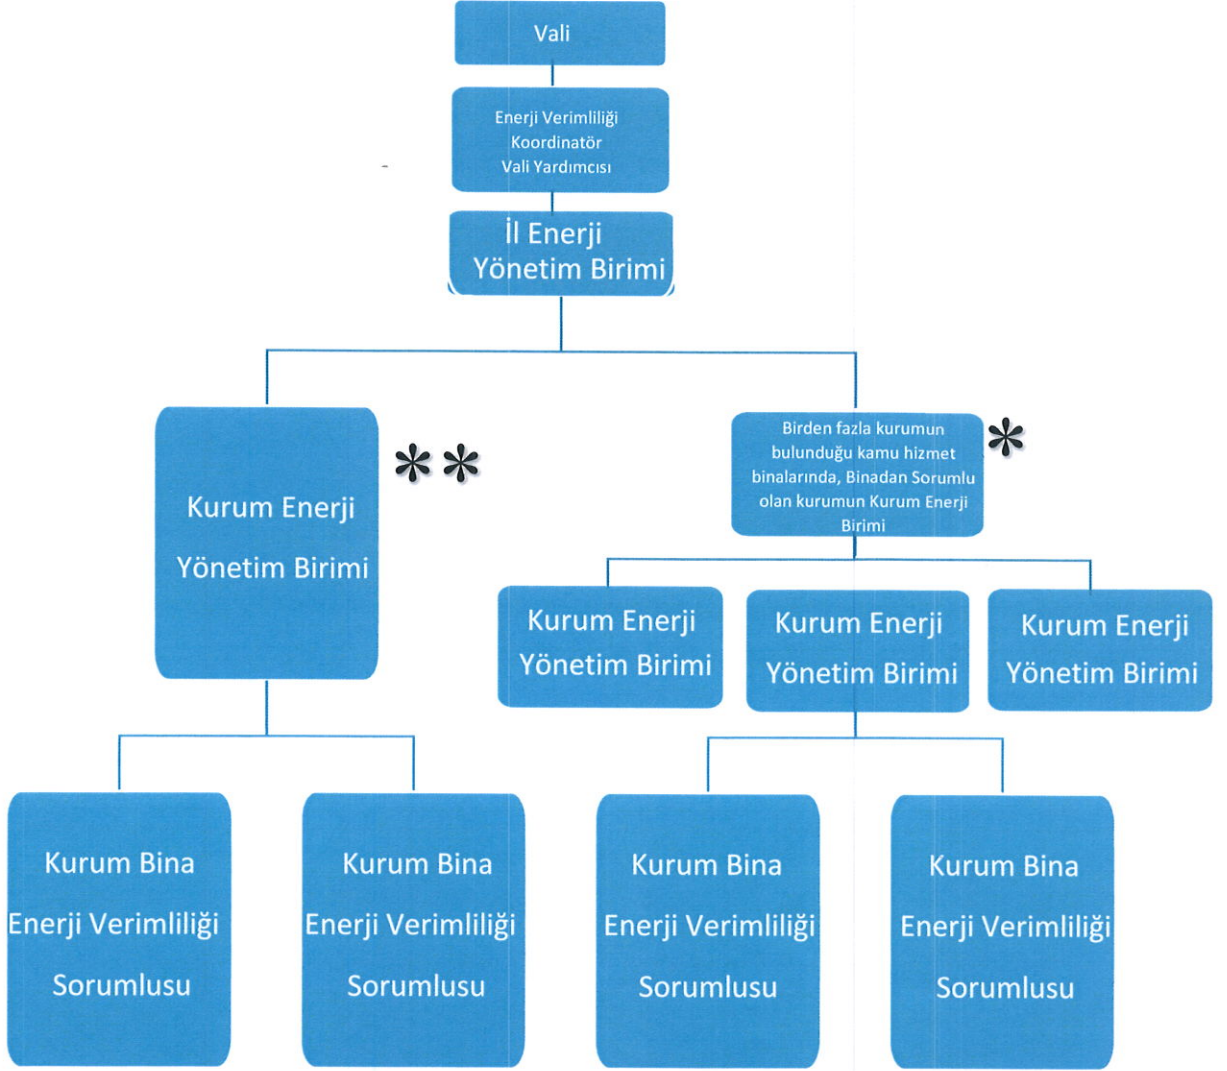 Vali
Enerji Verimliliği
Koordinatör
Vali Yardımcısı
İl Enerji
Yönetim Birimi
Kurum Enerji
Yönetim Birimi
**
Birden fazla kurumun
bulunduğu kamu hizmet
binalarında, Binadan Sorumlu
olan kurumun Kurum Enerji
Birimi
*
Kurum Enerji
Yönetim Birimi
Kurum Enerji
Yönetim Birimi
Kurum Enerji
Yönetim Birimi
Kurum Bina
Enerji Verimliliği
Sorumlusu
Kurum Bina
Enerji Verimliliği
Sorumlusu
Kurum Bina
Enerji Verimliliği
Sorumlusu
Kurum Bina
Enerji Verimliliği
Sorumlusu